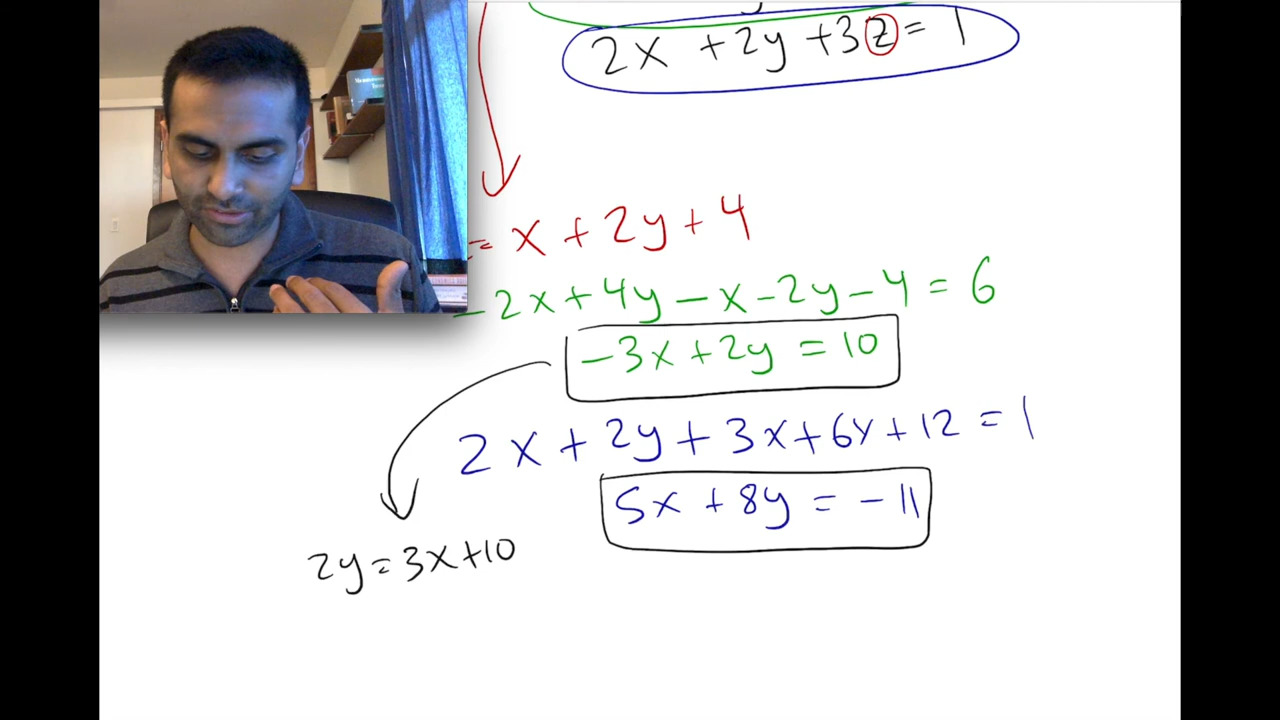 2x +2y +3z = 1
= x + 2y + 4
-2x + 4y - x - 2y - 4 = 6
-3x + 2y = 10
2x + 2y + 3x + 6y + 12 = 1
5x + 8y = -11
2y = 3x + 10